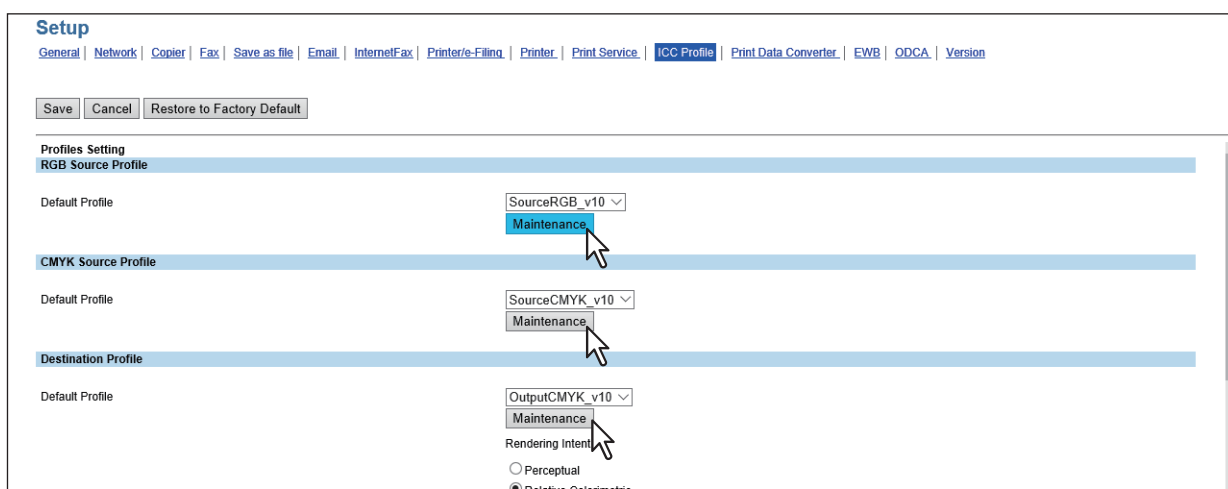 Setup
General | Network | Copier | Fax | Save as file | Email | InternetFax | Printer/e-Filing | Printer | Print Service | ICC Profile | Print Data Converter | EWB | ODCA | Version
Save Cancel Restore to Factory Default
Profiles Setting
RGB Source Profile
Default Profile SourceRGB_v10
Maintenance
CMYK Source Profile
Default Profile SourceCMYK_v10
Maintenance
Destination Profile
Default Profile OutputCMYK_v10
Maintenance
Rendering Intent
Perceptual
Relative Colorimetric